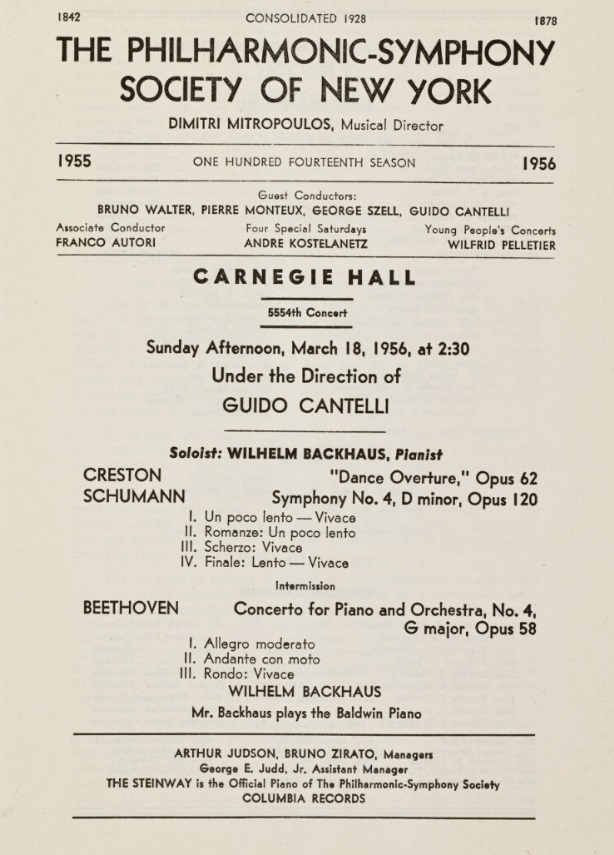 1842 CONSOLIDATED 1928 1878
THE PHILHARMONIC-SYMPHONY
SOCIETY OF NEW YORK
DIMITRI MITROPOULOS, Musical Director
1955 ONE HUNDRED FOURTEENTH SEASON 1956
Guest Conductors:
BRUNO WALTER, PIERRE MONTEUX, GEORGE SZELL, GUIDO CANTELLI
Associate Conductor Four Special Saturdays Young People's Concerts
FRANCO AUTORI ANDRE KOSTELANETZ WILFRID PELLETIER
CARNEGIE HALL
5554th Concert
Sunday Afternoon, March 18, 1956, at 2:30
Under the Direction of
GUIDO CANTELLI
Soloist: WILHELM BACKHAUS, Pianist
CRESTON "Dance Overture," Opus 62
SCHUMANN Symphony No. 4, D minor, Opus 120
I. Un poco lento — Vivace
II. Romanze: Un poco lento
III. Scherzo: Vivace
IV. Finale: Lento — Vivace
Intermission
BEETHOVEN Concerto for Piano and Orchestra, No. 4,
G major, Opus 58
I. Allegro moderato
II. Andante con moto
III. Rondo: Vivace
WILHELM BACKHAUS
Mr. Backhaus plays the Baldwin Piano
ARTHUR JUDSON, BRUNO ZIRATO, Managers
George E. Judd, Jr. Assistant Manager
THE STEINWAY is the Official Piano of The Philharmonic-Symphony Society
COLUMBIA RECORDS